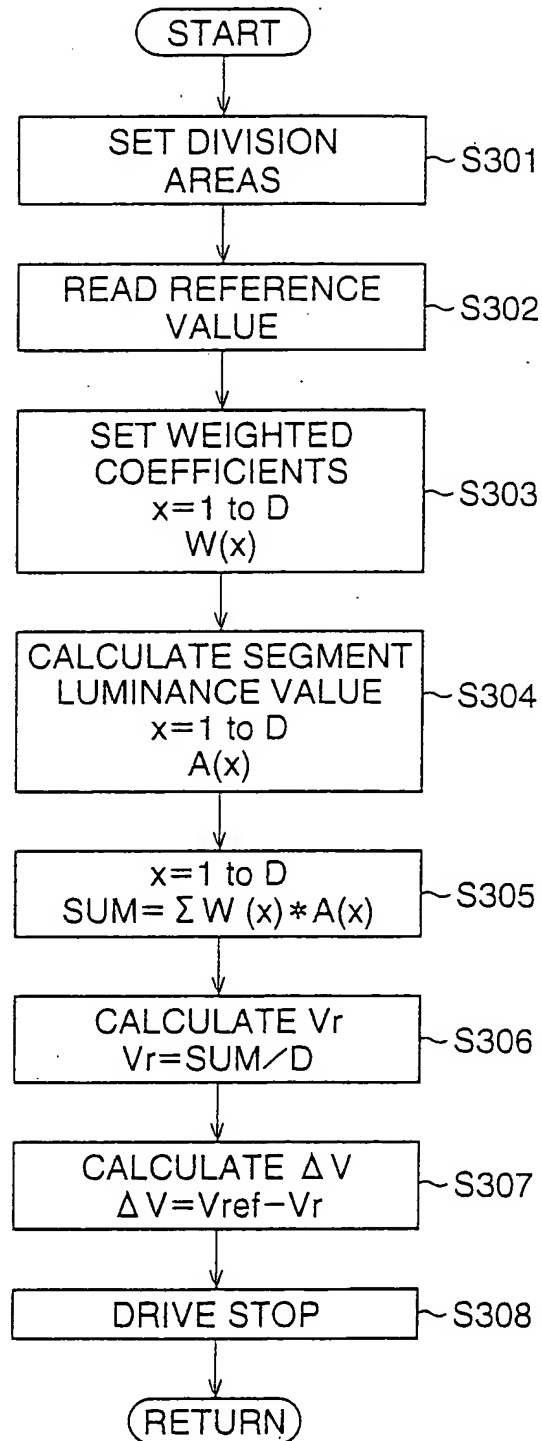 START
SET DIVISION
AREAS
S301
READ REFERENCE
VALUE
S302
SET WEIGHTED
COEFFICIENTS
x=1 to D
W(x)
S303
CALCULATE SEGMENT
LUMINANCE VALUE
x=1 to D
A(x)
S304
x=1 to D
SUM=ΣW(x)*A(x)
S305
CALCULATE Vr
Vr=SUM/D
S306
CALCULATE ΔV
ΔV=Vref-Vr
S307
DRIVE STOP
S308
RETURN